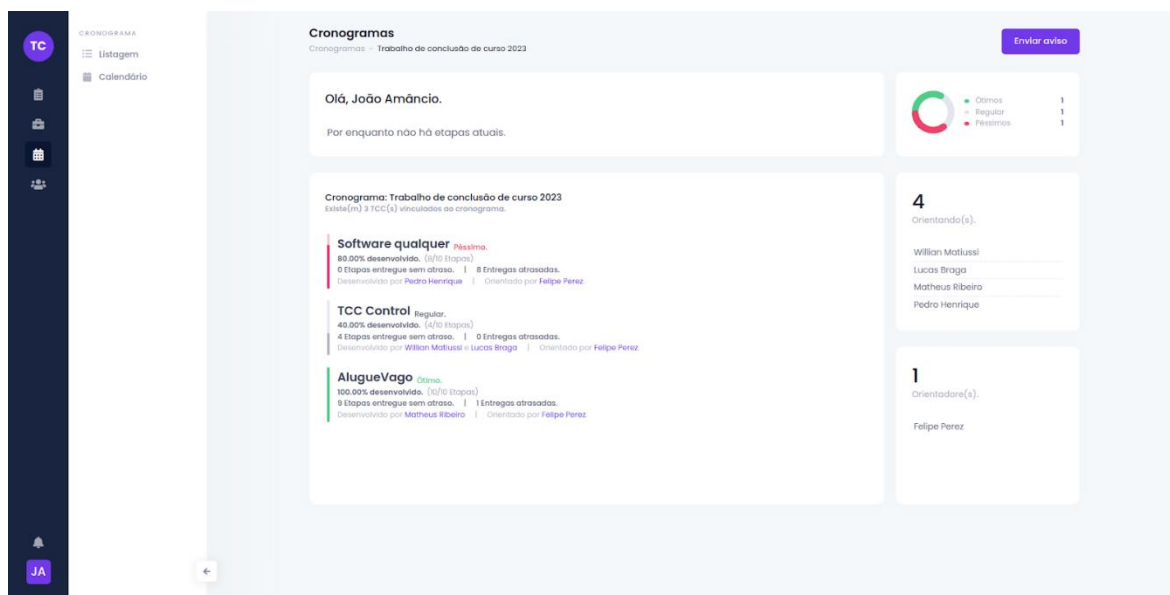 TC
CRONOGRAMA
Listagem
Calendário
JA
Cronogramas
Cronogramas - Trabalho de conclusão de curso 2023
Enviar aviso
Olá, João Amâncio.
Por enquanto não há etapas atuais.
Ótimos 1
Regular 1
Péssimos 1
Cronograma: Trabalho de conclusão de curso 2023
Existe(m) 3 TCC(s) vinculados ao cronograma.
Software qualquer Péssimo.
80.00% desenvolvido. (8/10 Etapas)
0 Etapas entregue sem atraso. | 8 Entregas atrasadas.
Desenvolvido por Pedro Henrique | Orientado por Felipe Perez
TCC Control Regular.
40.00% desenvolvido. (4/10 Etapas)
4 Etapas entregue sem atraso. | 0 Entregas atrasadas.
Desenvolvido por Willian Matiussi e Lucas Braga | Orientado por Felipe Perez
AlugueVago Ótimo.
100.00% desenvolvido. (10/10 Etapas)
9 Etapas entregue sem atraso. | 1 Entregas atrasadas.
Desenvolvido por Matheus Ribeiro | Orientado por Felipe Perez
4
Orientando(s).
Willian Matiussi
Lucas Braga
Matheus Ribeiro
Pedro Henrique
1
Orientadore(s).
Felipe Perez